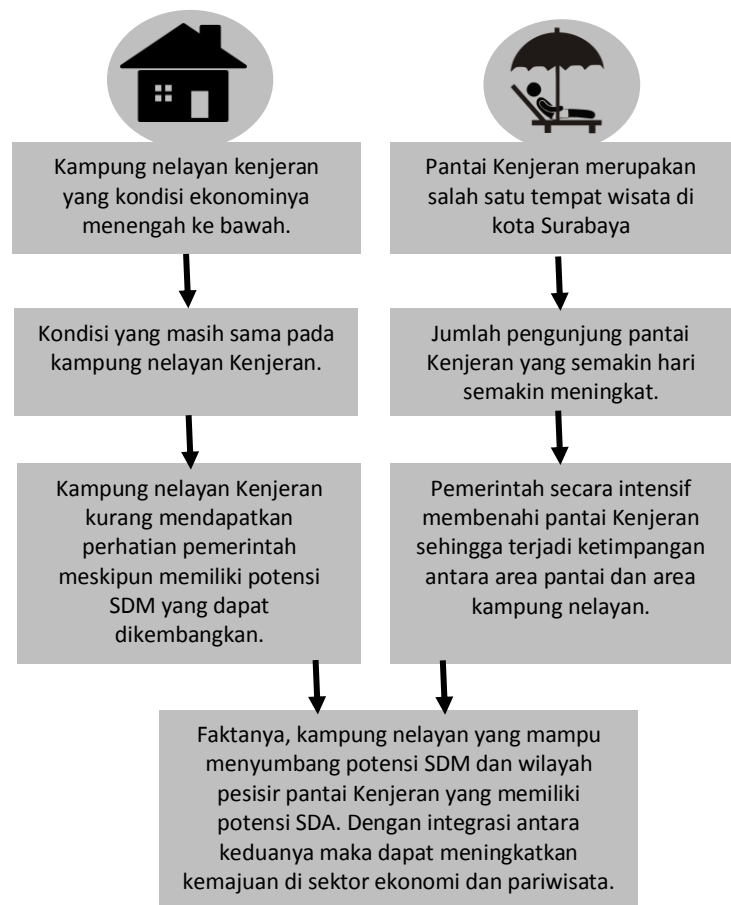 Kampung nelayan kenjeran
yang kondisi ekonominya
menengah ke bawah.
Kondisi yang masih sama pada
kampung nelayan Kenjeran.
Kampung nelayan Kenjeran
kurang mendapatkan
perhatian pemerintah
meskipun memiliki potensi
SDM yang dapat
dikembangkan.
Pantai Kenjeran merupakan
salah satu tempat wisata di
kota Surabaya
Jumlah pengunjung pantai
Kenjeran yang semakin hari
semakin meningkat.
Pemerintah secara intensif
membenahi pantai Kenjeran
sehingga terjadi ketimpangan
antara area pantai dan area
kampung nelayan.
Faktanya, kampung nelayan yang mampu
menyumbang potensi SDM dan wilayah
pesisir pantai Kenjeran yang memiliki
potensi SDA. Dengan integrasi antara
keduanya maka dapat meningkatkan
kemajuan di sektor ekonomi dan pariwisata.